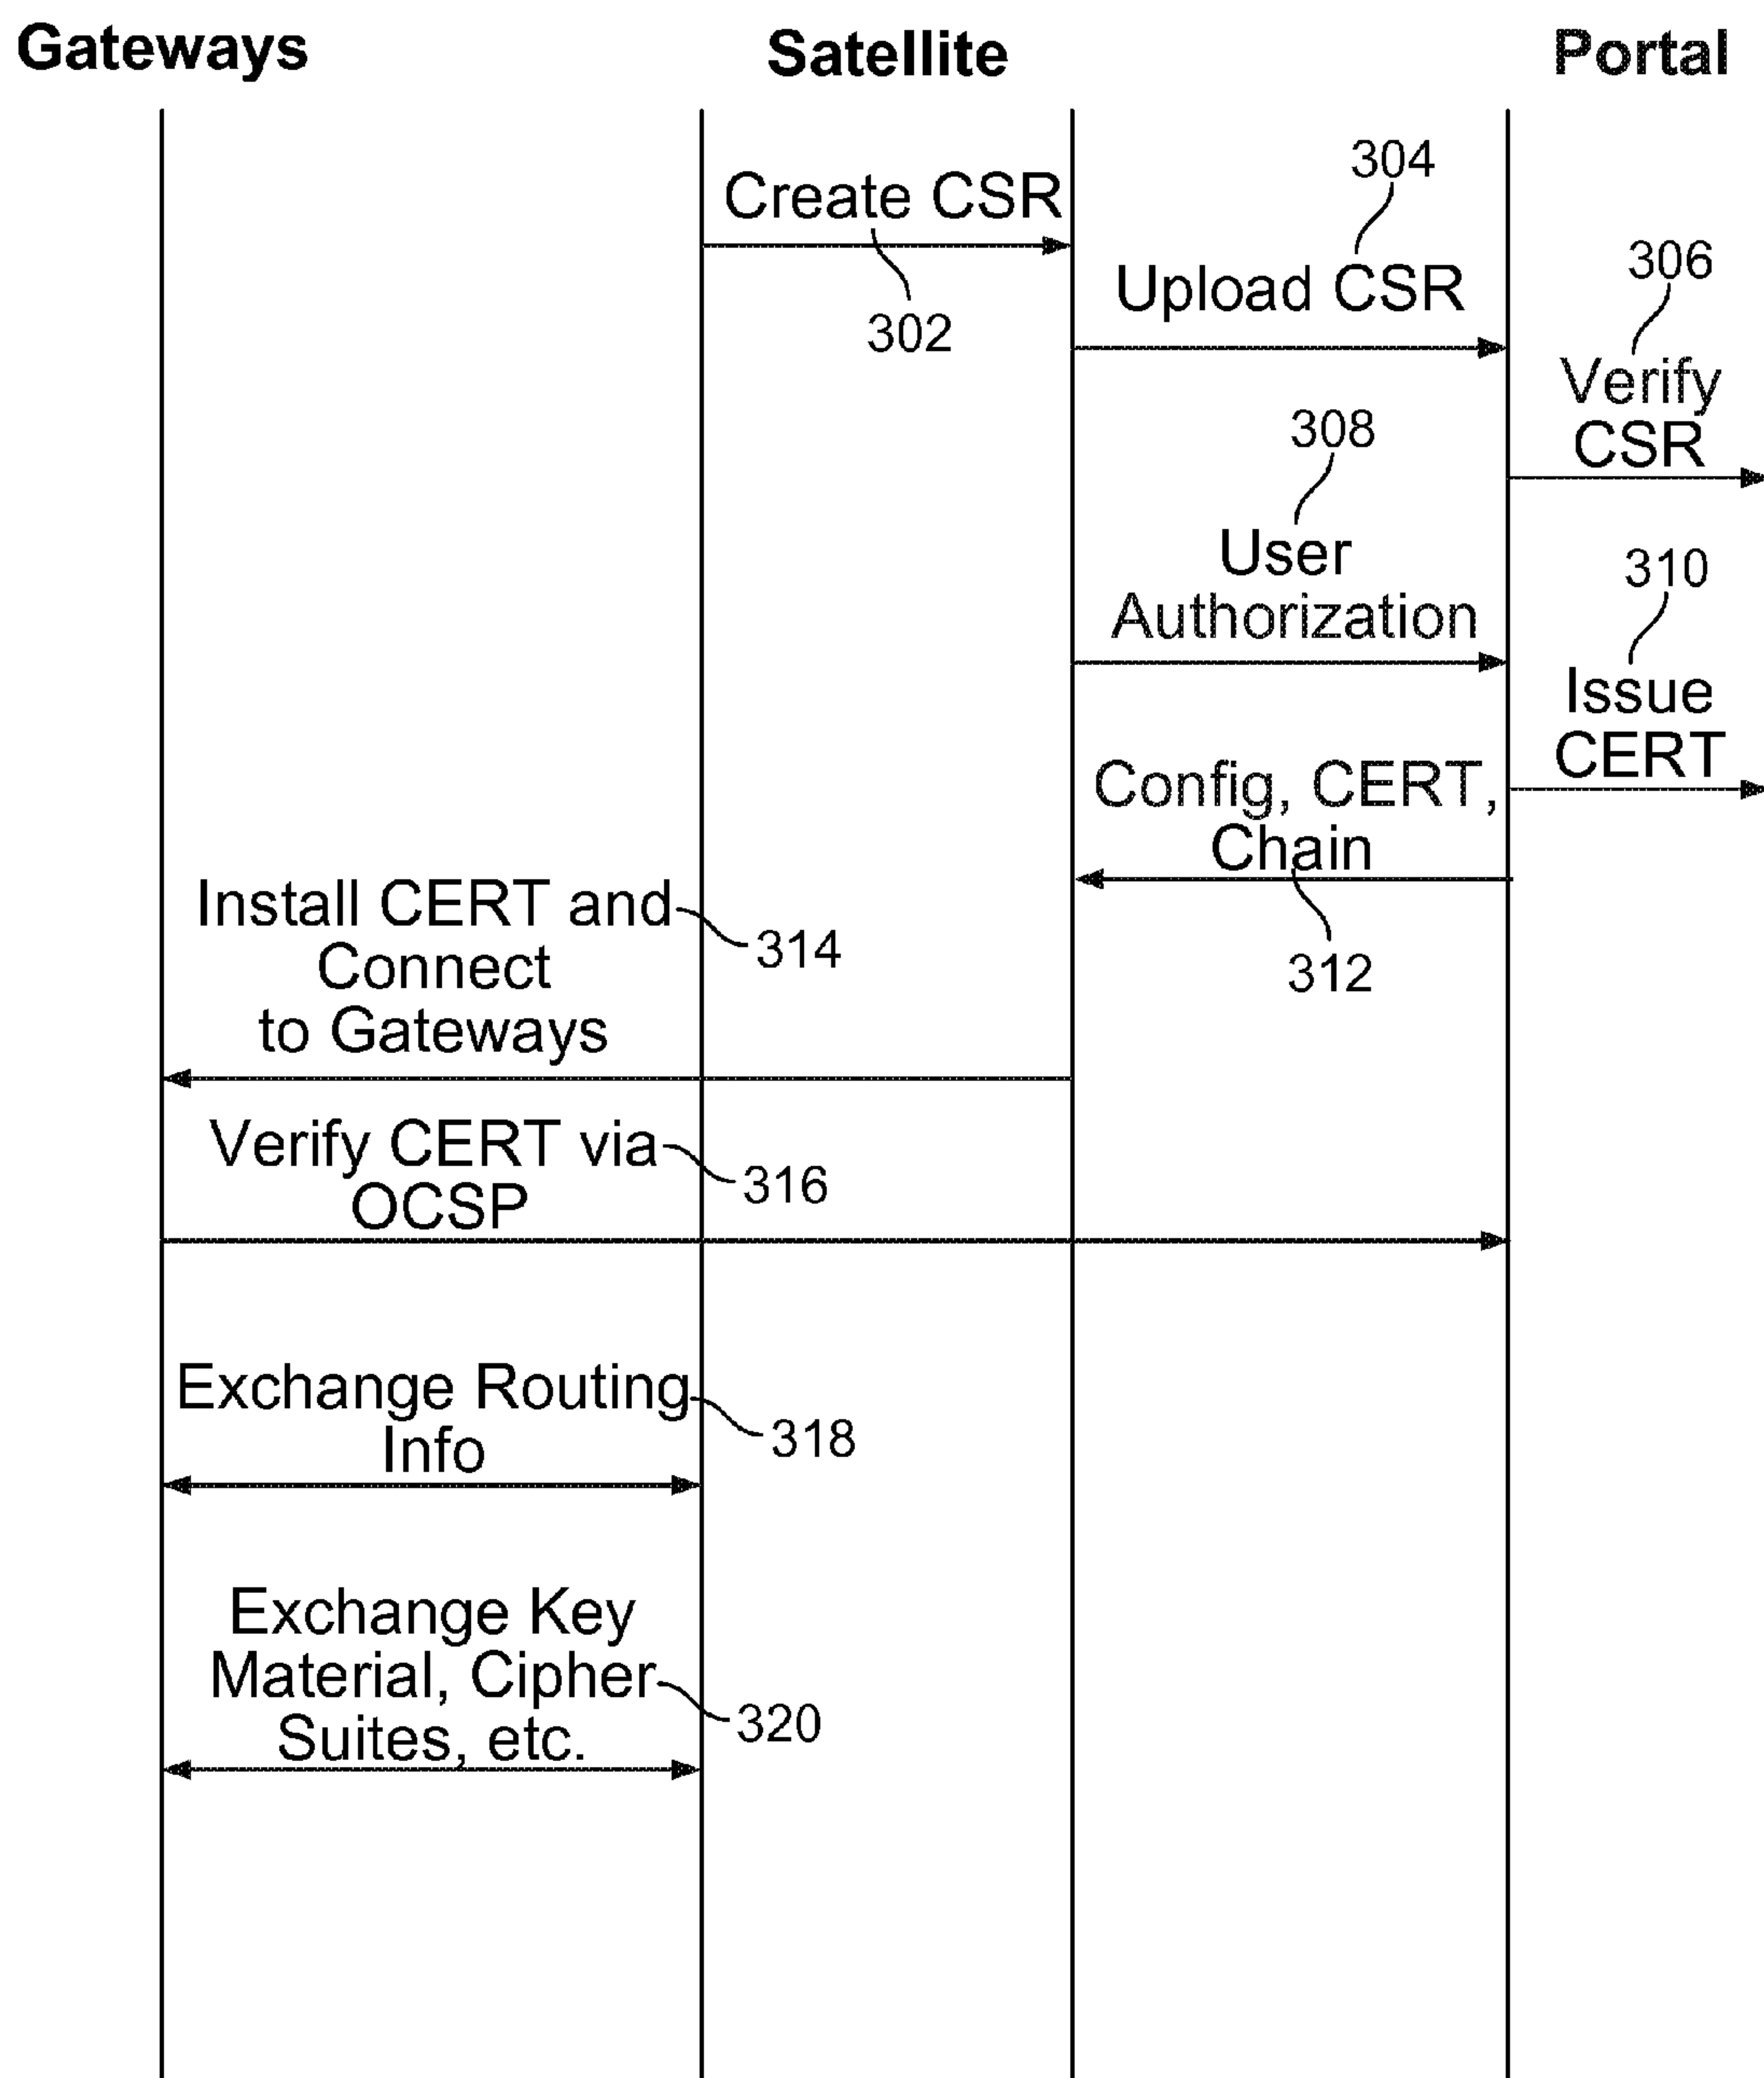 Gateways
Satellite
Portal
304
Create CSR
302
Upload CSR
306
Verify
CSR
308
User
Authorization
310
Issue
CERT
Config, CERT,
Chain
312
Install CERT and
Connect
to Gateways
314
Verify CERT via
OCSP
316
Exchange Routing
Info
318
Exchange Key
Material, Cipher
Suites, etc.
320